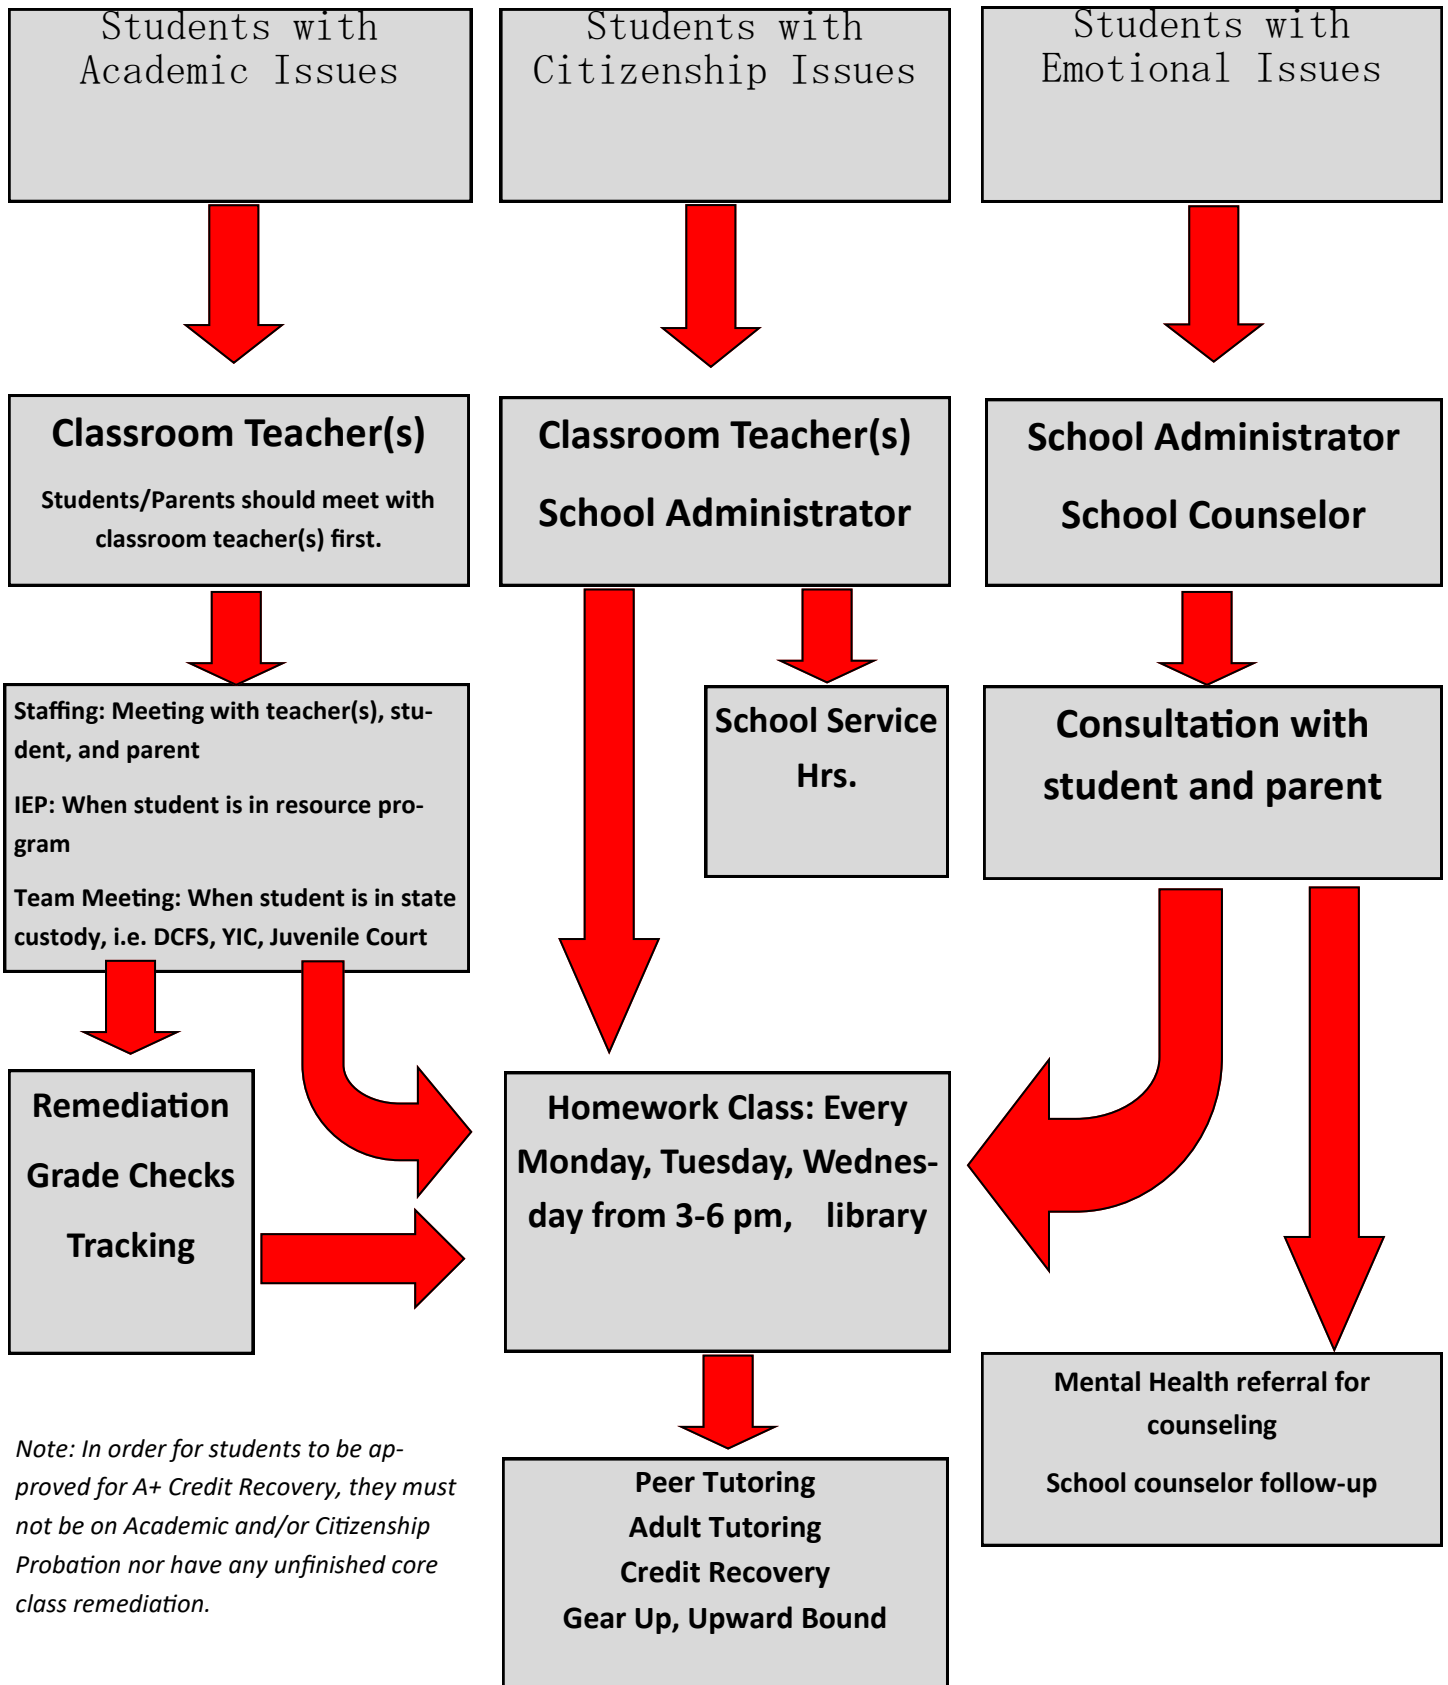 Students with
Academic Issues
Students with
Citizenship Issues
Students with
Emotional Issues
Classroom Teacher(s)
Students/Parents should meet with
classroom teacher(s) first.
Classroom Teacher(s)
School Administrator
School Administrator
School Counselor
Staffing: Meeting with teacher(s), stu-
dent, and parent
IEP: When student is in resource pro-
gram
Team Meeting: When student is in state
custody, i.e. DCFS, YIC, Juvenile Court
School Service
Hrs.
Consultation with
student and parent
Remediation
Grade Checks
Tracking
Homework Class: Every
Monday, Tuesday, Wednes-
day from 3-6 pm, library
Mental Health referral for
counseling
School counselor follow-up
Note: In order for students to be ap-
proved for A+ Credit Recovery, they must
not be on Academic and/or Citizenship
Probation nor have any unfinished core
class remediation.
Peer Tutoring
Adult Tutoring
Credit Recovery
Gear Up, Upward Bound